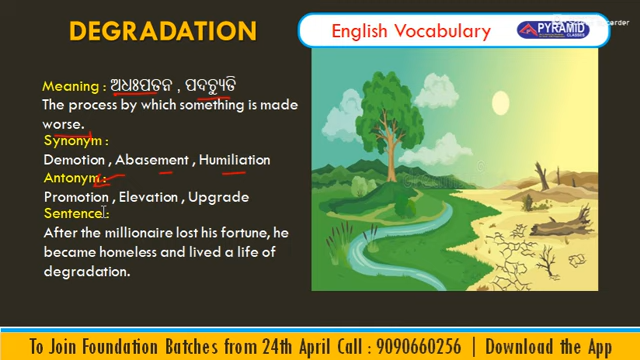 DEGRADATION
English Vocabulary
PYRAMID
CLASSES
Meaning : ଅଧଃପତନ , ପଦଚ୍ୟୁତି
The process by which something is made
worse.
Synonym :
Demotion , Abasement , Humiliation
Antonym :
Promotion , Elevation , Upgrade
Sentence :
After the millionaire lost his fortune, he
became homeless and lived a life of
degradation.
To Join Foundation Batches from 24th April Call : 9090660256 | Download the App